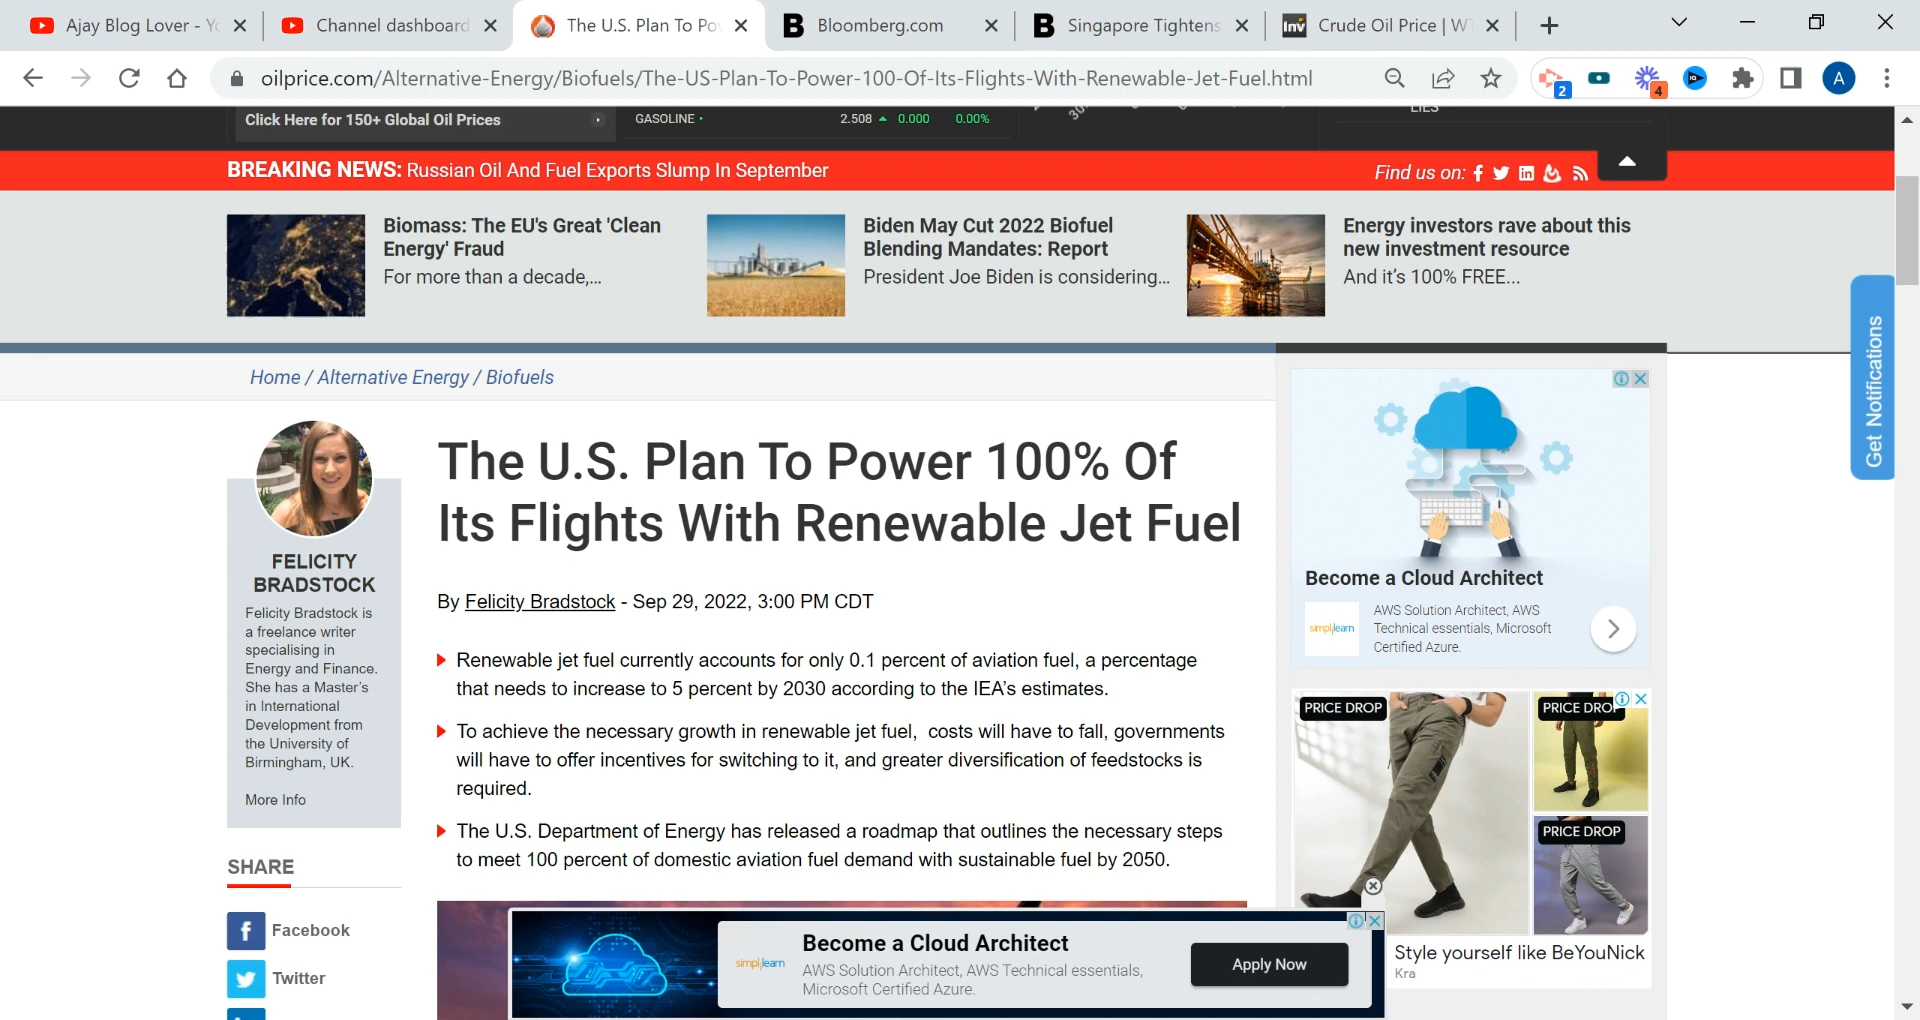 Ajay Blog Lover - Yo
Channel dashboard
The U.S. Plan To Pow
Bloomberg.com
Singapore Tightens
Crude Oil Price | WT
oilprice.com/Alternative-Energy/Biofuels/The-US-Plan-To-Power-100-Of-Its-Flights-With-Renewable-Jet-Fuel.html
2
4
A
Click Here for 150+ Global Oil Prices
GASOLINE • 2.508 0.000 0.00%
BREAKING NEWS: Russian Oil And Fuel Exports Slump In September
Find us on:
Biomass: The EU's Great 'Clean
Energy' Fraud
For more than a decade,...
Biden May Cut 2022 Biofuel
Blending Mandates: Report
President Joe Biden is considering...
Energy investors rave about this
new investment resource
And it's 100% FREE...
Get Notifications
Home / Alternative Energy / Biofuels
The U.S. Plan To Power 100% Of
Its Flights With Renewable Jet Fuel
By Felicity Bradstock - Sep 29, 2022, 3:00 PM CDT
FELICITY
BRADSTOCK
Felicity Bradstock is
a freelance writer
specialising in
Energy and Finance.
She has a Master's
in International
Development from
the University of
Birmingham, UK.
More Info
SHARE
Facebook
Twitter
Renewable jet fuel currently accounts for only 0.1 percent of aviation fuel, a percentage
that needs to increase to 5 percent by 2030 according to the IEA's estimates.
To achieve the necessary growth in renewable jet fuel, costs will have to fall, governments
will have to offer incentives for switching to it, and greater diversification of feedstocks is
required.
The U.S. Department of Energy has released a roadmap that outlines the necessary steps
to meet 100 percent of domestic aviation fuel demand with sustainable fuel by 2050.
Become a Cloud Architect
simplilearn
AWS Solution Architect, AWS
Technical essentials, Microsoft
Certified Azure.
PRICE DROP
PRICE DROP
PRICE DROP
Style yourself like BeYouNick
Kra
simplilearn
Become a Cloud Architect
AWS Solution Architect, AWS Technical essentials,
Microsoft Certified Azure.
Apply Now